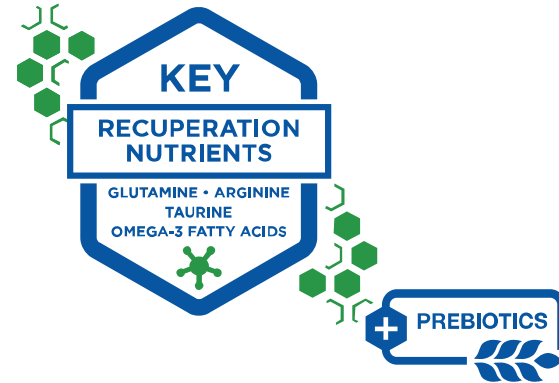 KEY
RECUPERATION
NUTRIENTS
GLUTAMINE • ARGININE
TAURINE
OMEGA-3 FATTY ACIDS
PREBIOTICS